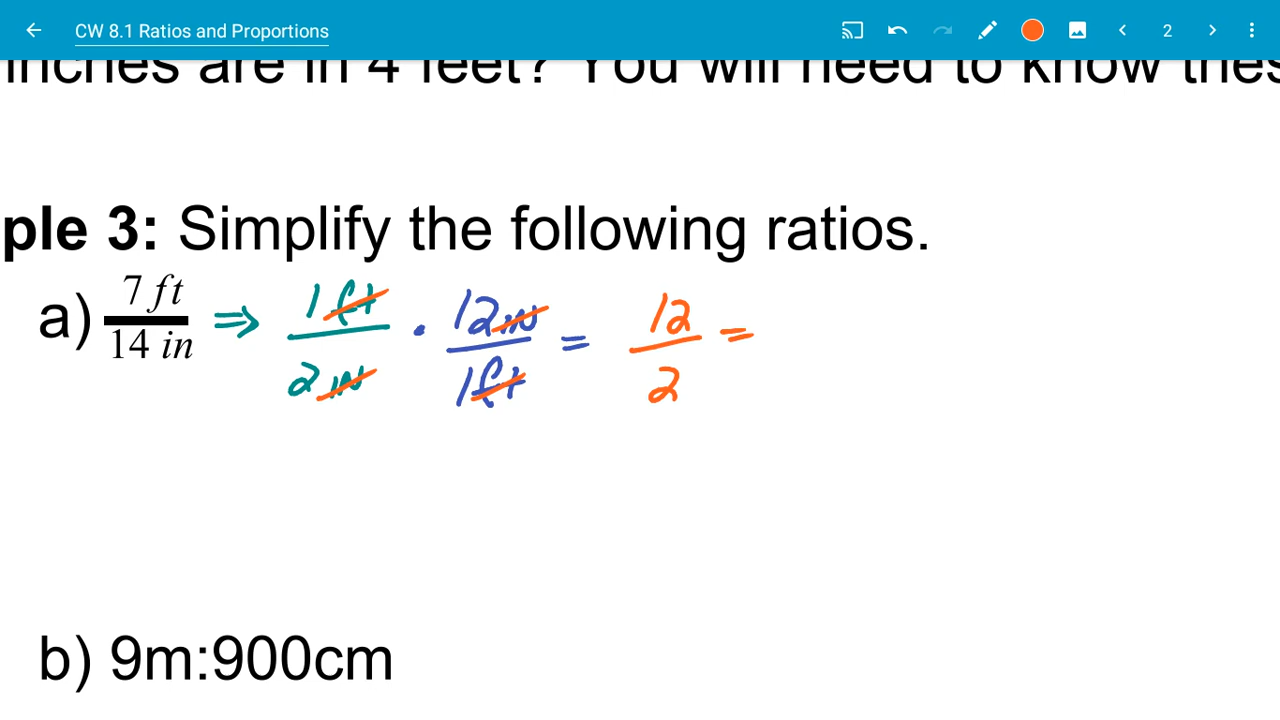 CW 8.1 Ratios and Proportions
2
inches are in 4 feet? You will need to know thes
ple 3: Simplify the following ratios.
a) 7 ft / 14 in ⇒ 1 ft / 2 in · 12 in / 1 ft = 12 / 2 =
b) 9m:900cm